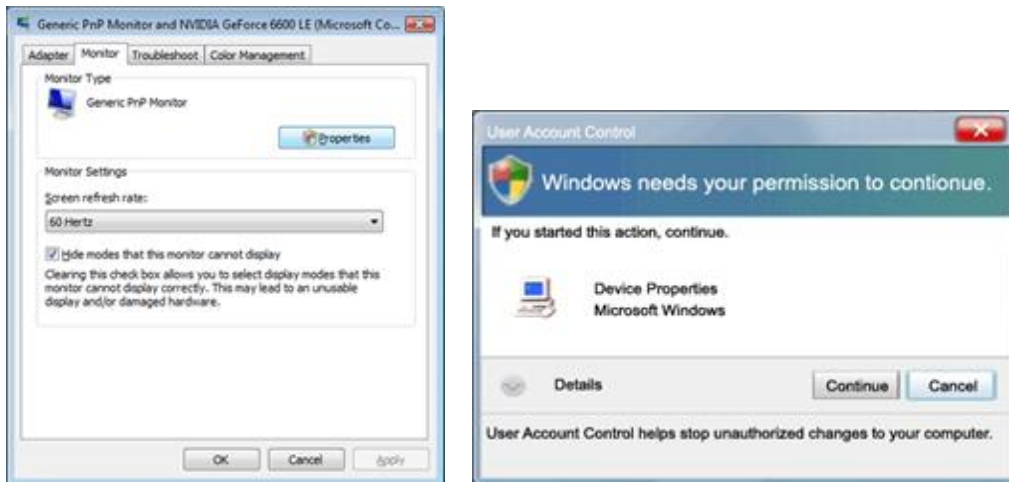 Generic PnP Monitor and NVIDIA GeForce 6600 LE (Microsoft Co...
Adapter Monitor Troubleshoot Color Management
Monitor Type
Generic PnP Monitor
Properties
Monitor Settings
Screen refresh rate:
60 Hertz
Hide modes that this monitor cannot display
Clearing this check box allows you to select display modes that this
monitor cannot display correctly. This may lead to an unusable
display and/or damaged hardware.
OK Cancel Apply
User Account Control
Windows needs your permission to contionue.
If you started this action, continue.
Device Properties
Microsoft Windows
Details Continue Cancel
User Account Control helps stop unauthorized changes to your computer.